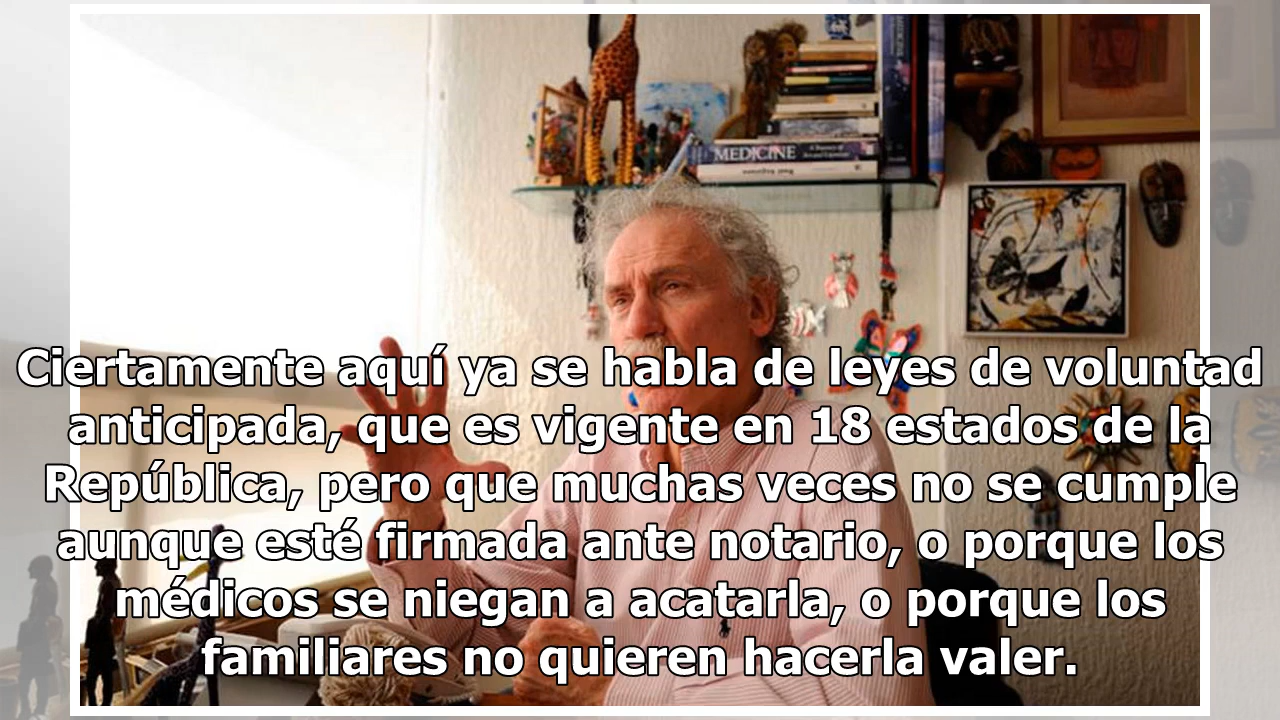 MEDICINE
Ciertamente aquí ya se habla de leyes de voluntad
anticipada, que es vigente en 18 estados de la
República, pero que muchas veces no se cumple
aunque esté firmada ante notario, o porque los
médicos se niegan a acatarla, o porque los
familiares no quieren hacerla valer.